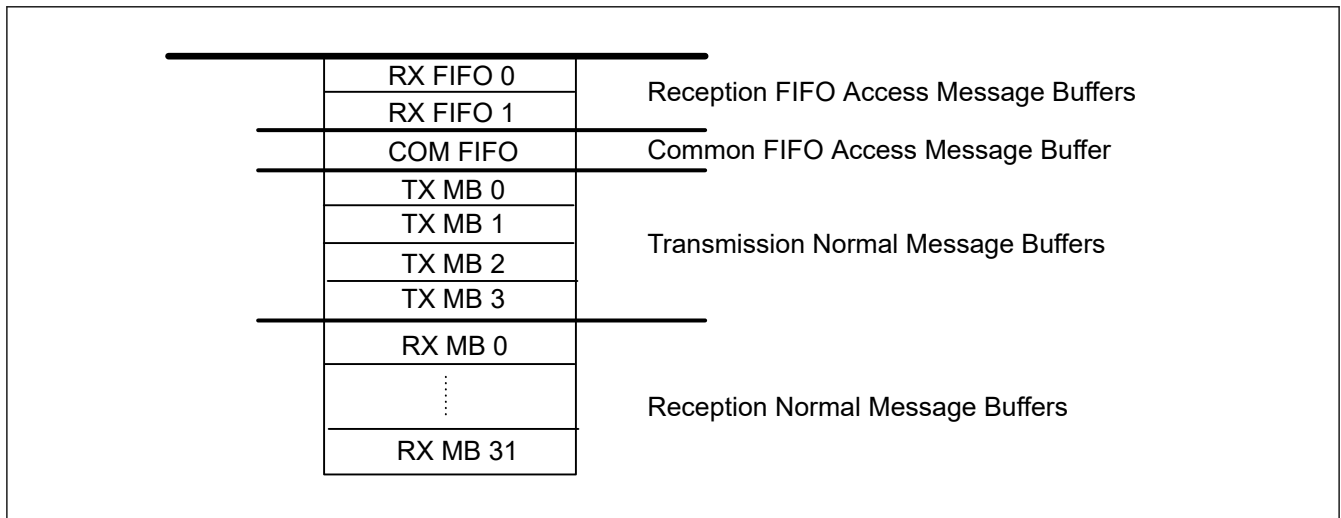 RX FIFO 0
RX FIFO 1
Reception FIFO Access Message Buffers
COM FIFO
Common FIFO Access Message Buffer
TX MB 0
TX MB 1
TX MB 2
TX MB 3
Transmission Normal Message Buffers
RX MB 0
RX MB 31
Reception Normal Message Buffers